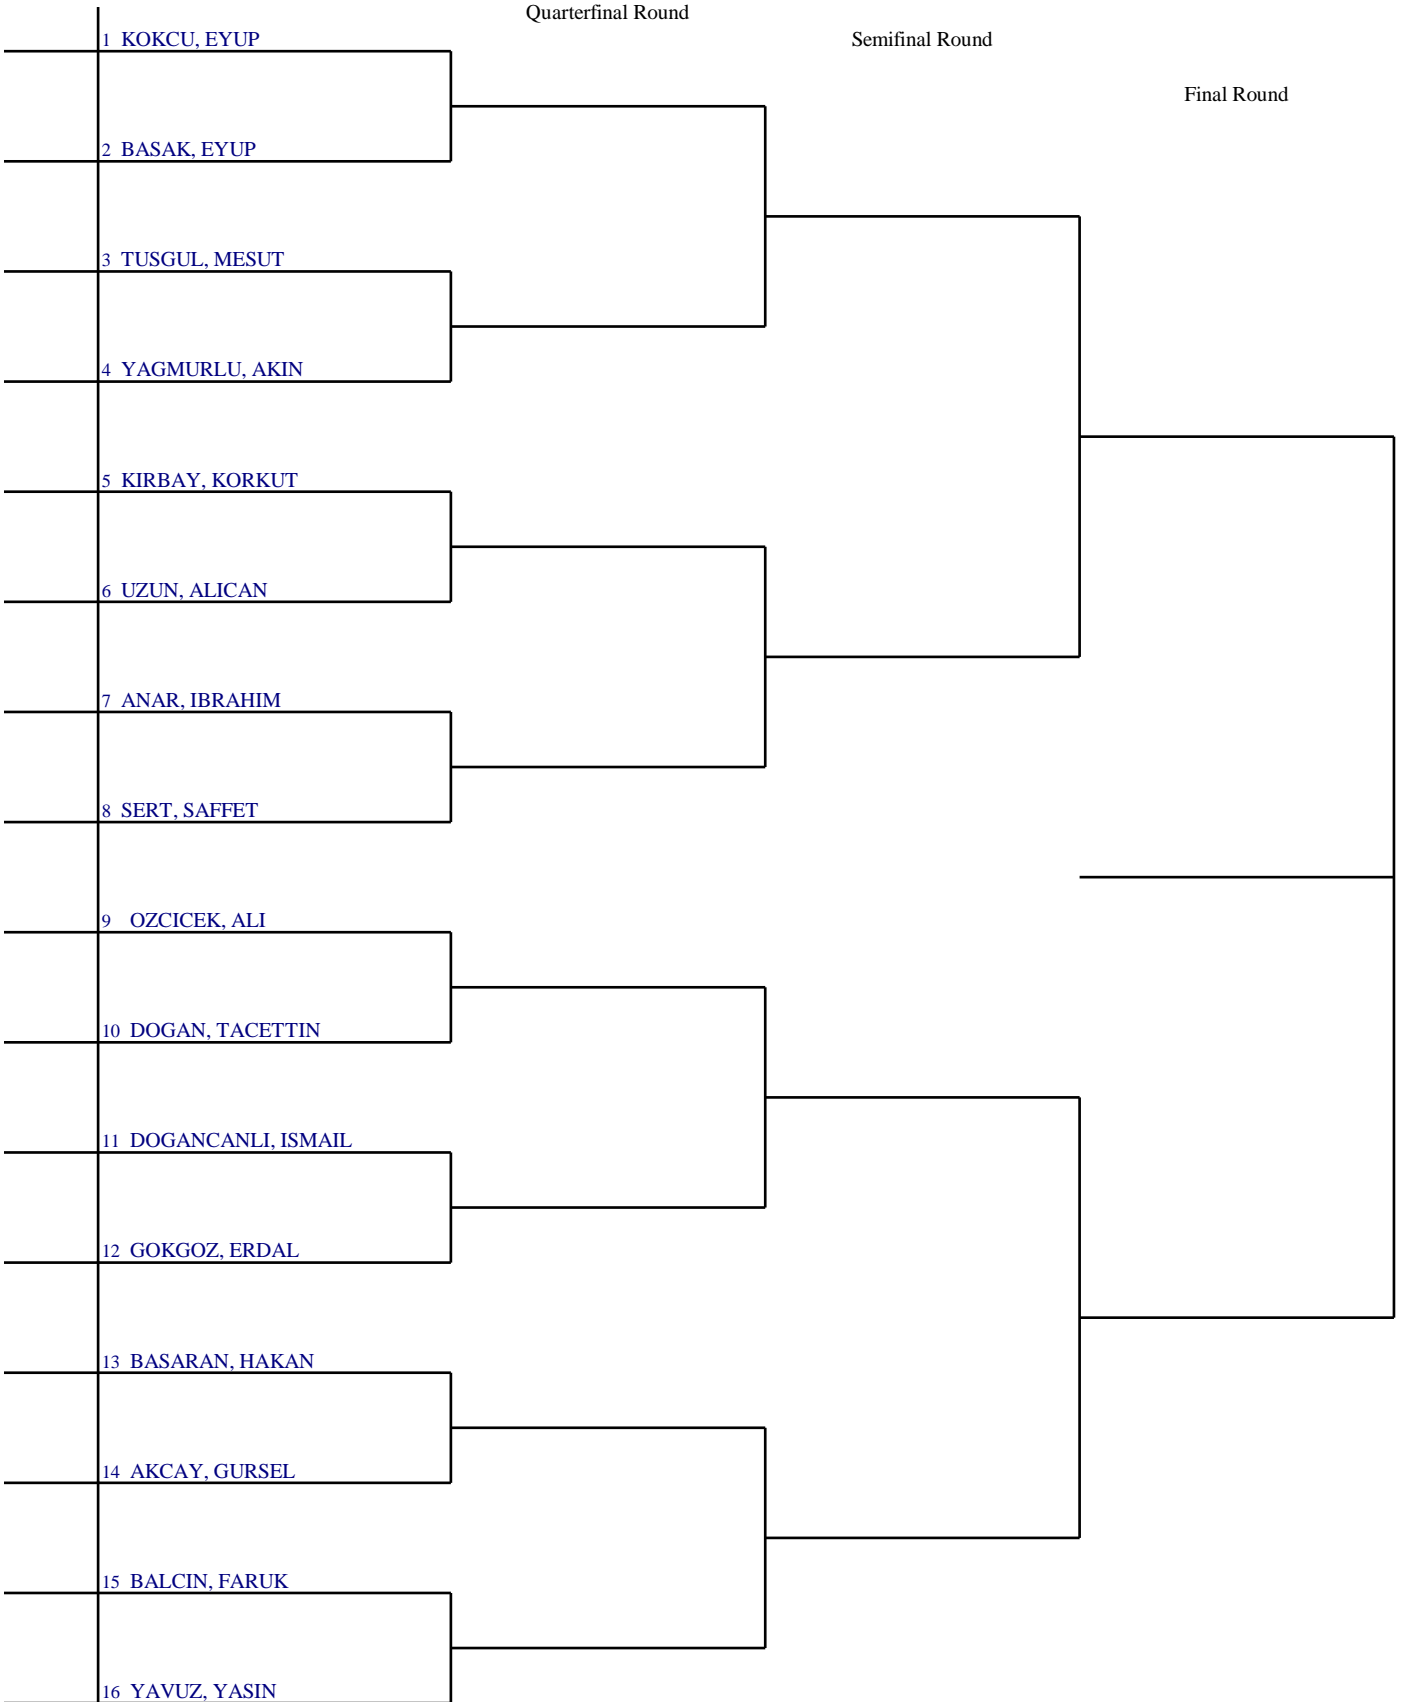 Quarterfinal Round
1 KOKCU, EYUP
Semifinal Round
Final Round
2 BASAK, EYUP
3 TUSGUL, MESUT
4 YAGMURLU, AKIN
5 KIRBAY, KORKUT
6 UZUN, ALICAN
7 ANAR, IBRAHIM
8 SERT, SAFFET
9 OZCICEK, ALI
10 DOGAN, TACETTIN
11 DOGANCANLI, ISMAIL
12 GOKGOZ, ERDAL
13 BASARAN, HAKAN
14 AKCAY, GURSEL
15 BALCIN, FARUK
16 YAVUZ, YASIN